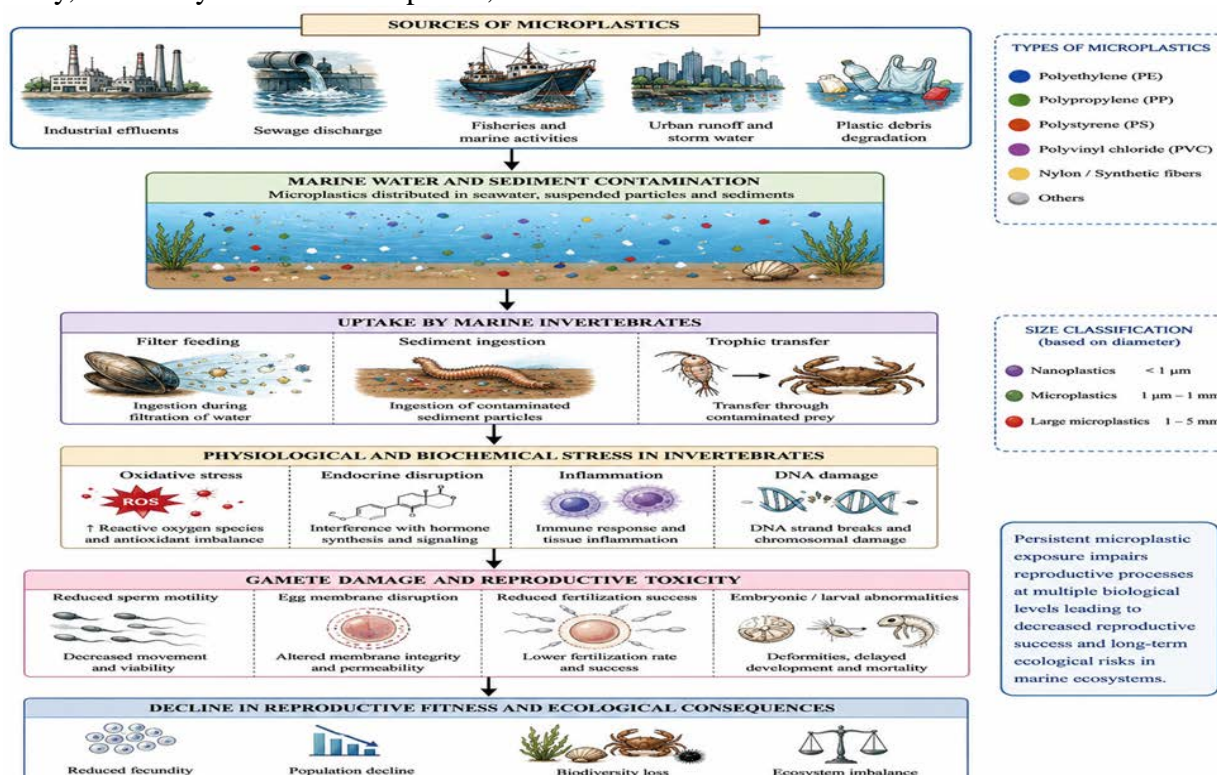 SOURCES OF MICROPLASTICS
Industrial effluents
Sewage discharge
Fisheries and
marine activities
Urban runoff and
storm water
Plastic debris
degradation
TYPES OF MICROPLASTICS
Polyethylene (PE)
Polypropylene (PP)
Polystyrene (PS)
Polyvinyl chloride (PVC)
Nylon / Synthetic fibers
Others
MARINE WATER AND SEDIMENT CONTAMINATION
Microplastics distributed in seawater, suspended particles and sediments
UPTAKE BY MARINE INVERTEBRATES
Filter feeding
Ingestion during
filtration of water
Sediment ingestion
Ingestion of contaminated
sediment particles
Trophic transfer
Transfer through
contaminated prey
SIZE CLASSIFICATION
(based on diameter)
Nanoplastics < 1 µm
Microplastics 1 µm – 1 mm
Large microplastics 1 – 5 mm
PHYSIOLOGICAL AND BIOCHEMICAL STRESS IN INVERTEBRATES
Oxidative stress
ROS
↑ Reactive oxygen species
and antioxidant imbalance
Endocrine disruption
Interference with hormone
synthesis and signaling
Inflammation
Immune response and
tissue inflammation
DNA damage
DNA strand breaks and
chromosomal damage
GAMETE DAMAGE AND REPRODUCTIVE TOXICITY
Reduced sperm motility
Decreased movement
and viability
Egg membrane disruption
Altered membrane integrity
and permeability
Reduced fertilization success
Lower fertilization rate
and success
Embryonic / larval abnormalities
Deformities, delayed
development and mortality
Persistent microplastic
exposure impairs
reproductive processes
at multiple biological
levels leading to
decreased reproductive
success and long-term
ecological risks in
marine ecosystems.
DECLINE IN REPRODUCTIVE FITNESS AND ECOLOGICAL CONSEQUENCES
Reduced fecundity
Population decline
Biodiversity loss
Ecosystem imbalance